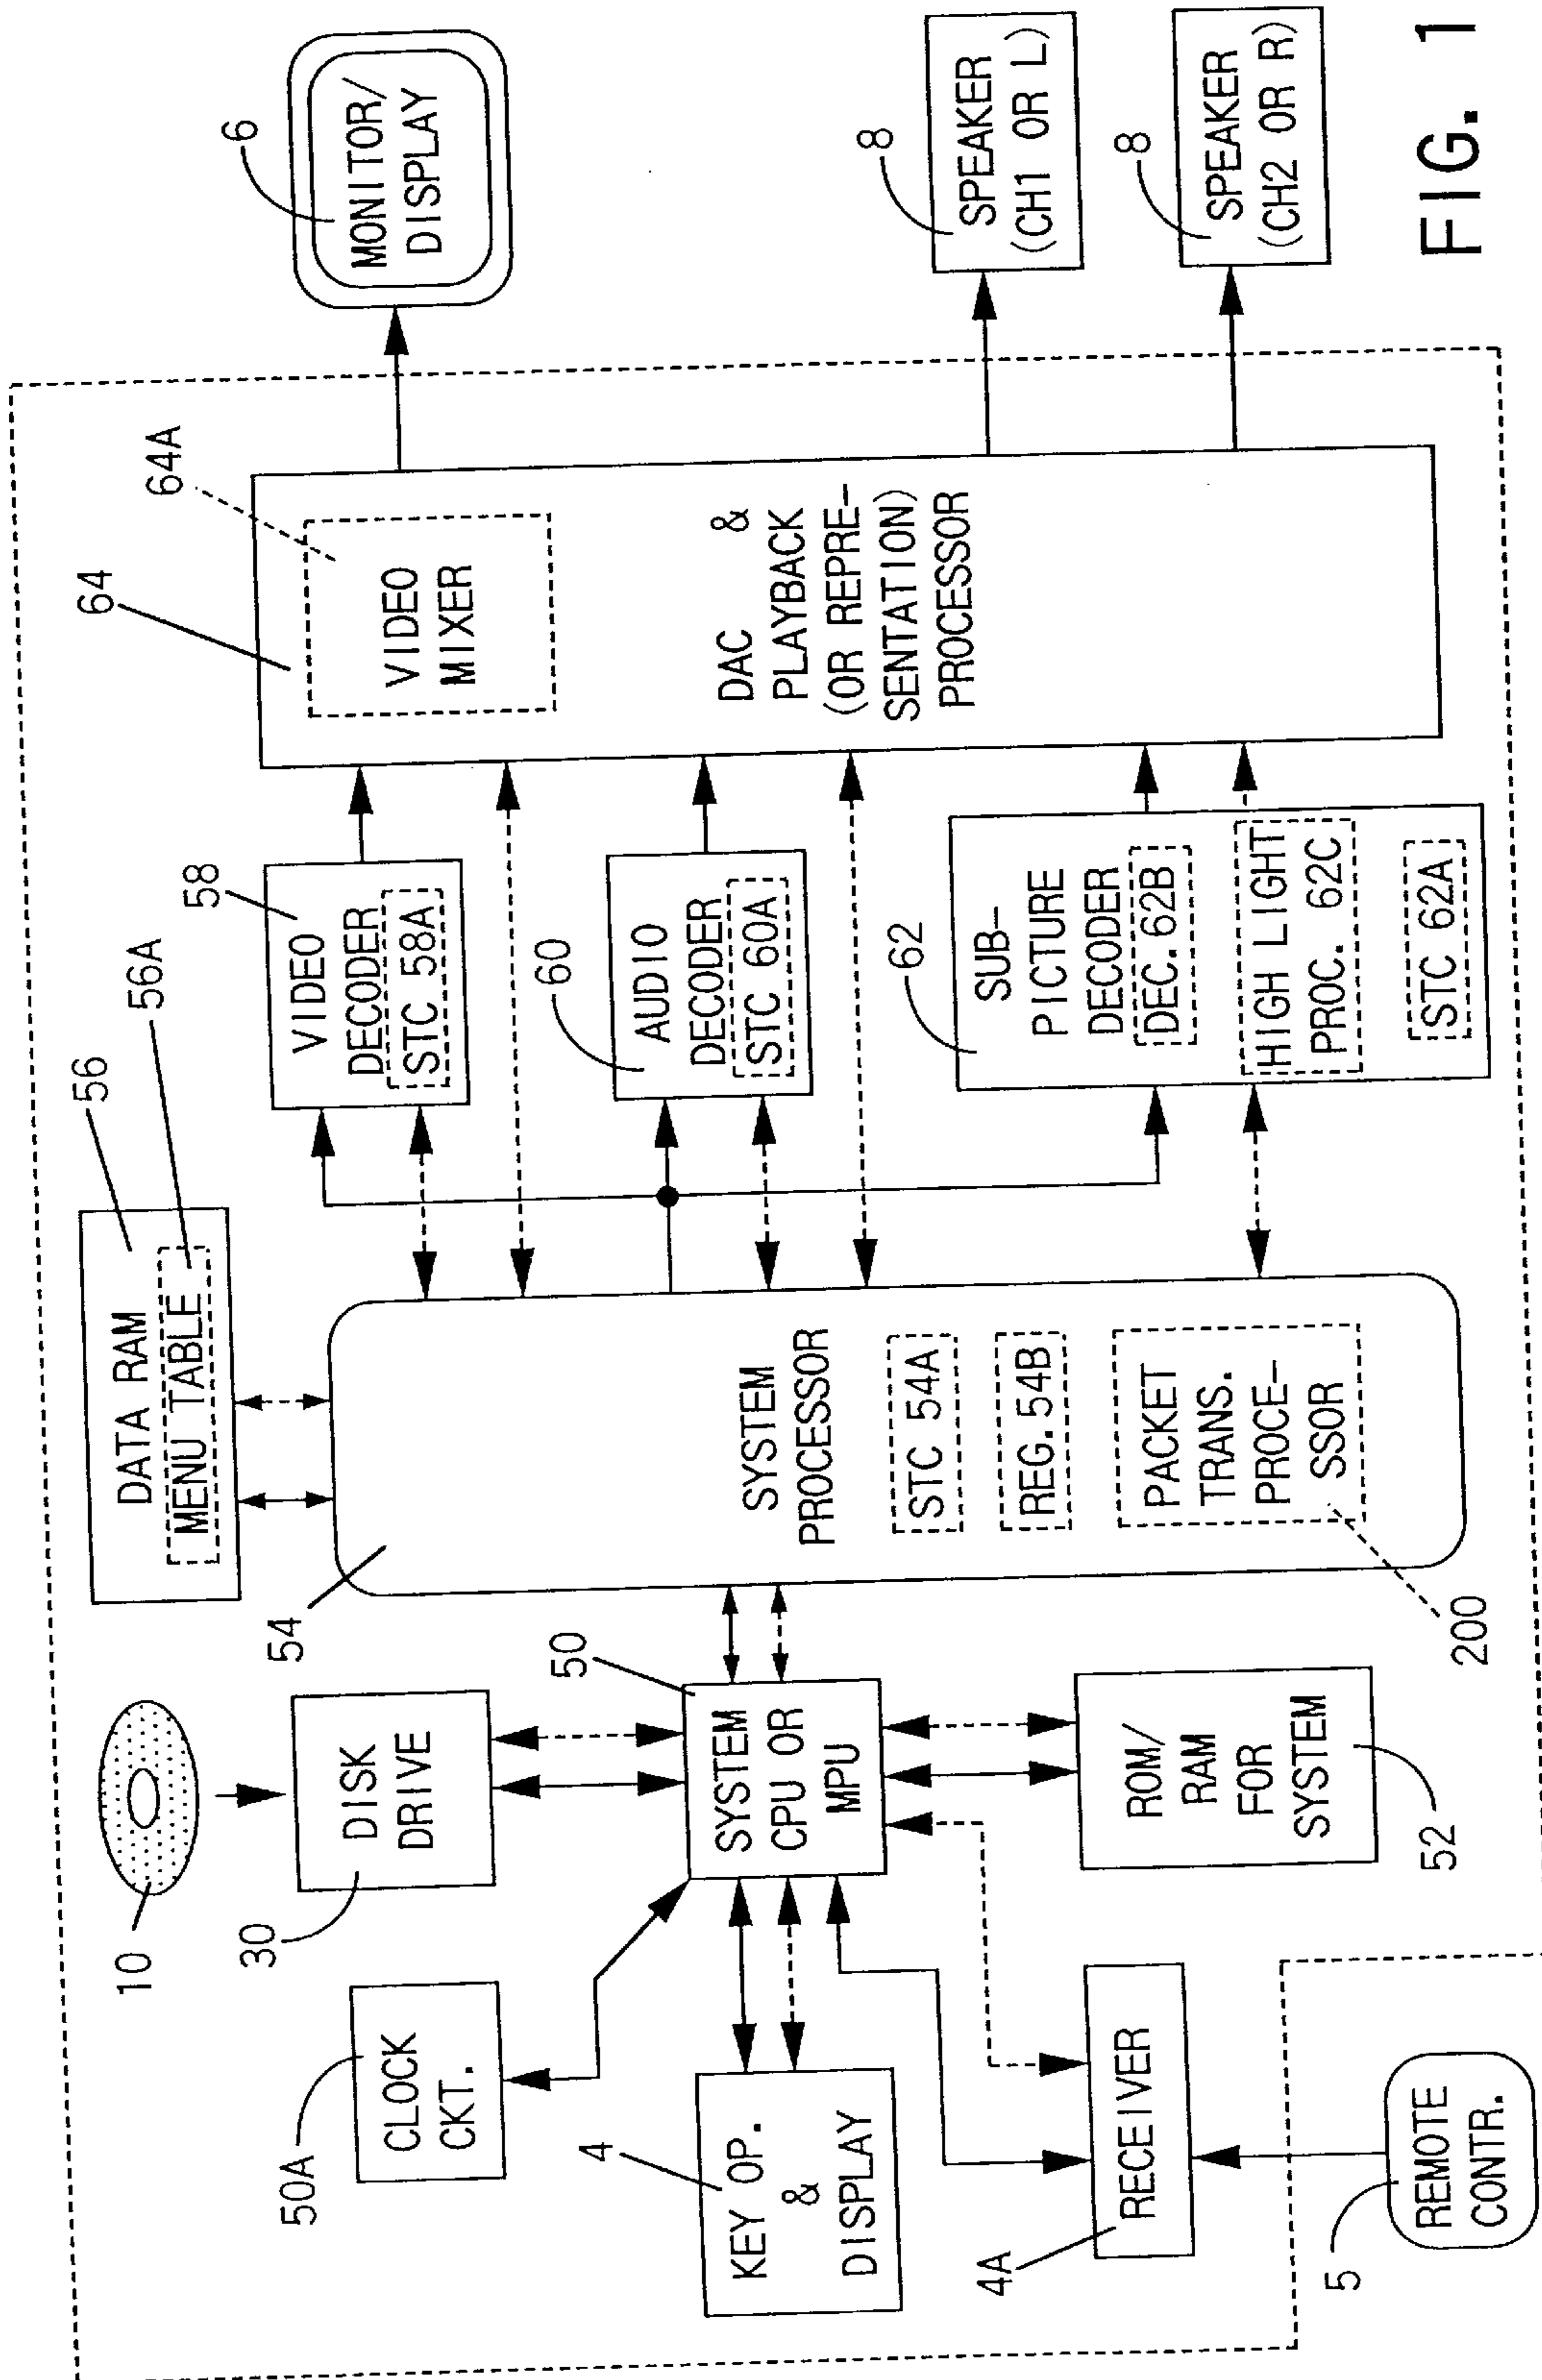 10
DISK
DRIVE
30
CLOCK
CKT.
50A
KEY OP.
&
DISPLAY
4
RECEIVER
4A
REMOTE
CONTR.
5
SYSTEM
CPU OR
MPU
50
ROM/
RAM
FOR
SYSTEM
52
DATA RAM
MENU TABLE
56
56A
54
SYSTEM
PROCESSOR
STC 54A
REG. 54B
PACKET
TRANS.
PROCE-
SSOR
200
VIDEO
DECODER
STC 58A
58
AUDIO
DECODER
STC 60A
60
SUB-
PICTURE
DECODER
DEC. 62B
HIGH LIGHT
PROC. 62C
STC 62A
62
64
64A
VIDEO
MIXER
DAC &
PLAYBACK
(OR REPRE-
SENTATION)
PROCESSOR
MONITOR/
DISPLAY
6
SPEAKER
(CH1 OR L)
8
SPEAKER
(CH2 OR R)
8
FIG. 1